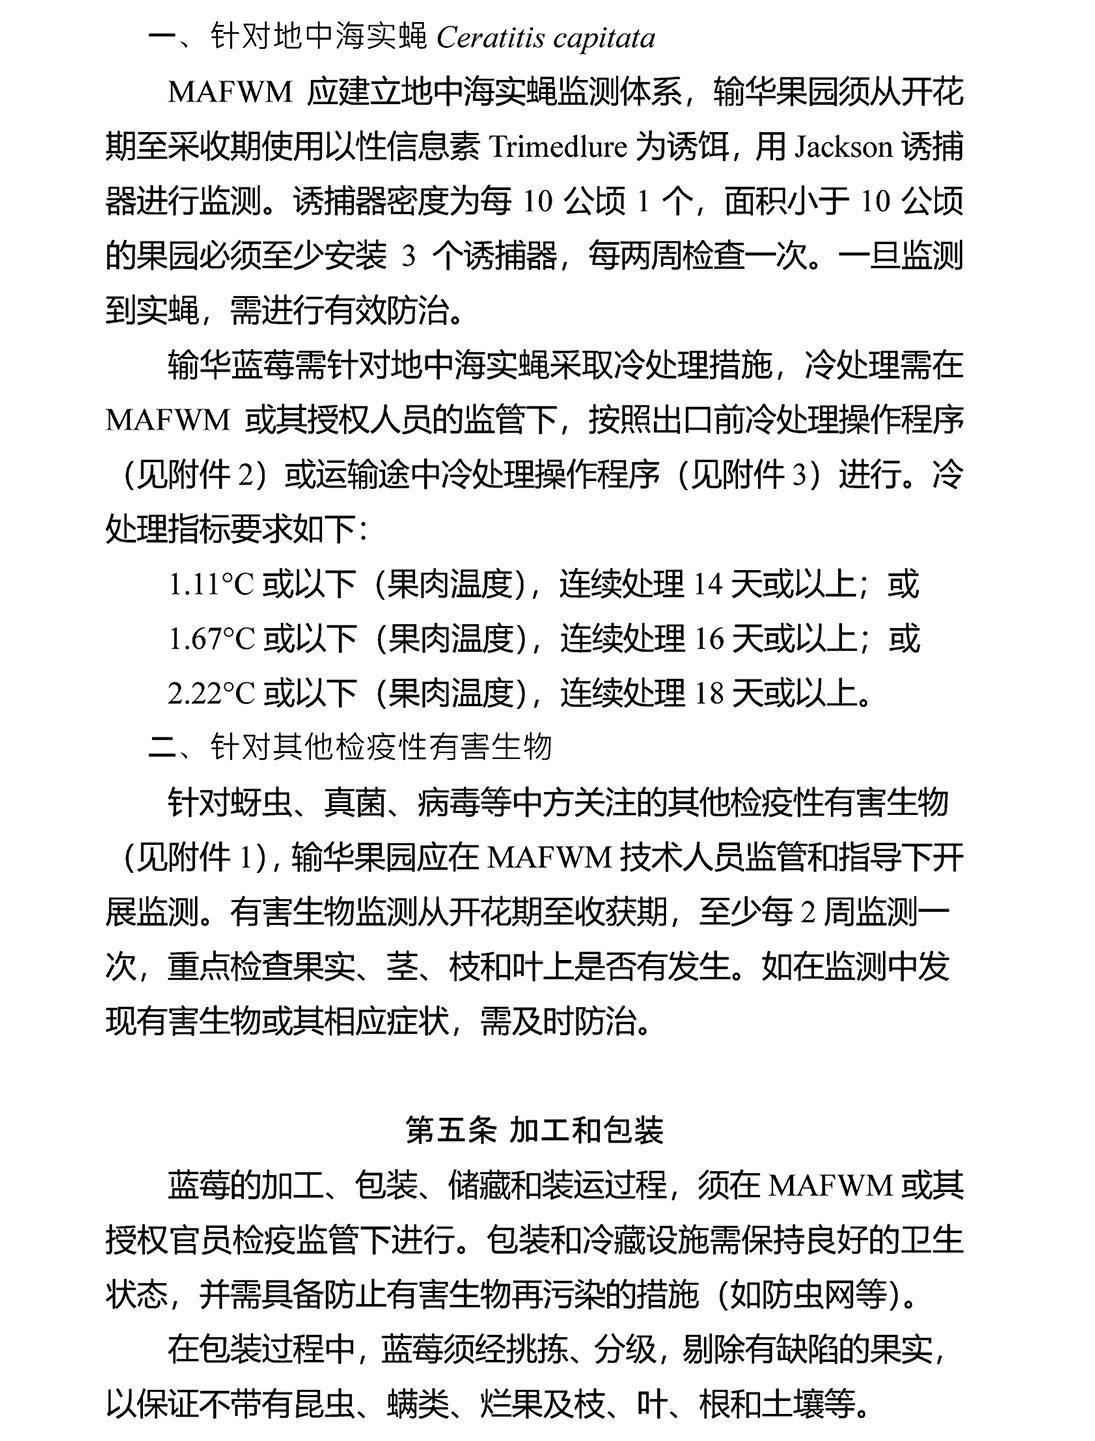 一、针对地中海实蝇 Ceratitis capitata
MAFWM 应建立地中海实蝇监测体系，输华果园须从开花
期至采收期使用以性信息素 Trimedlure 为诱饵，用 Jackson 诱捕
器进行监测。诱捕器密度为每 10 公顷 1 个，面积小于 10 公顷
的果园必须至少安装 3 个诱捕器，每两周检查一次。一旦监测
到实蝇，需进行有效防治。
输华蓝莓需针对地中海实蝇采取冷处理措施，冷处理需在
MAFWM 或其授权人员的监管下，按照出口前冷处理操作程序
（见附件 2）或运输途中冷处理操作程序（见附件 3）进行。冷
处理指标要求如下：
1.11°C 或以下（果肉温度），连续处理 14 天或以上；或
1.67°C 或以下（果肉温度），连续处理 16 天或以上；或
2.22°C 或以下（果肉温度），连续处理 18 天或以上。
二、针对其他检疫性有害生物
针对蚜虫、真菌、病毒等中方关注的其他检疫性有害生物
（见附件 1），输华果园应在 MAFWM 技术人员监管和指导下开
展监测。有害生物监测从开花期至收获期，至少每 2 周监测一
次，重点检查果实、茎、枝和叶上是否有发生。如在监测中发
现有害生物或其相应症状，需及时防治。
第五条 加工和包装
蓝莓的加工、包装、储藏和装运过程，须在 MAFWM 或其
授权官员检疫监管下进行。包装和冷藏设施需保持良好的卫生
状态，并需具备防止有害生物再污染的措施（如防虫网等）。
在包装过程中，蓝莓须经挑拣、分级，剔除有缺陷的果实，
以保证不带有昆虫、螨类、烂果及枝、叶、根和土壤等。